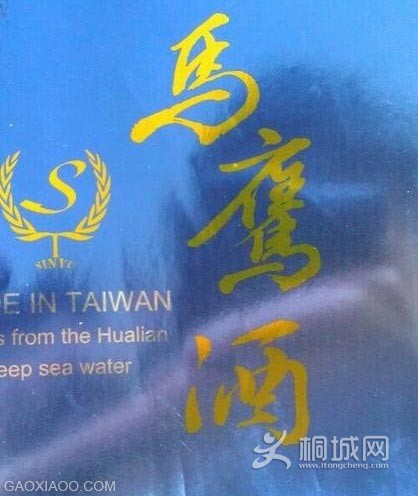 馬鷹酒
S
SINYU
DE IN TAIWAN
s from the Hualian
eep sea water
桐城网
www.itongcheng.com
GAOXIAOO.COM